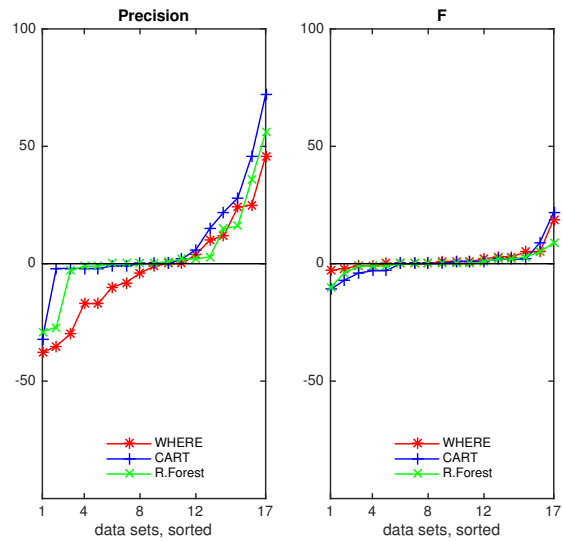 Precision
100
50
0
-50
WHERE
CART
R.Forest
1 4 8 12 17
data sets, sorted
F
100
50
0
-50
WHERE
CART
R.Forest
1 4 8 12 17
data sets, sorted